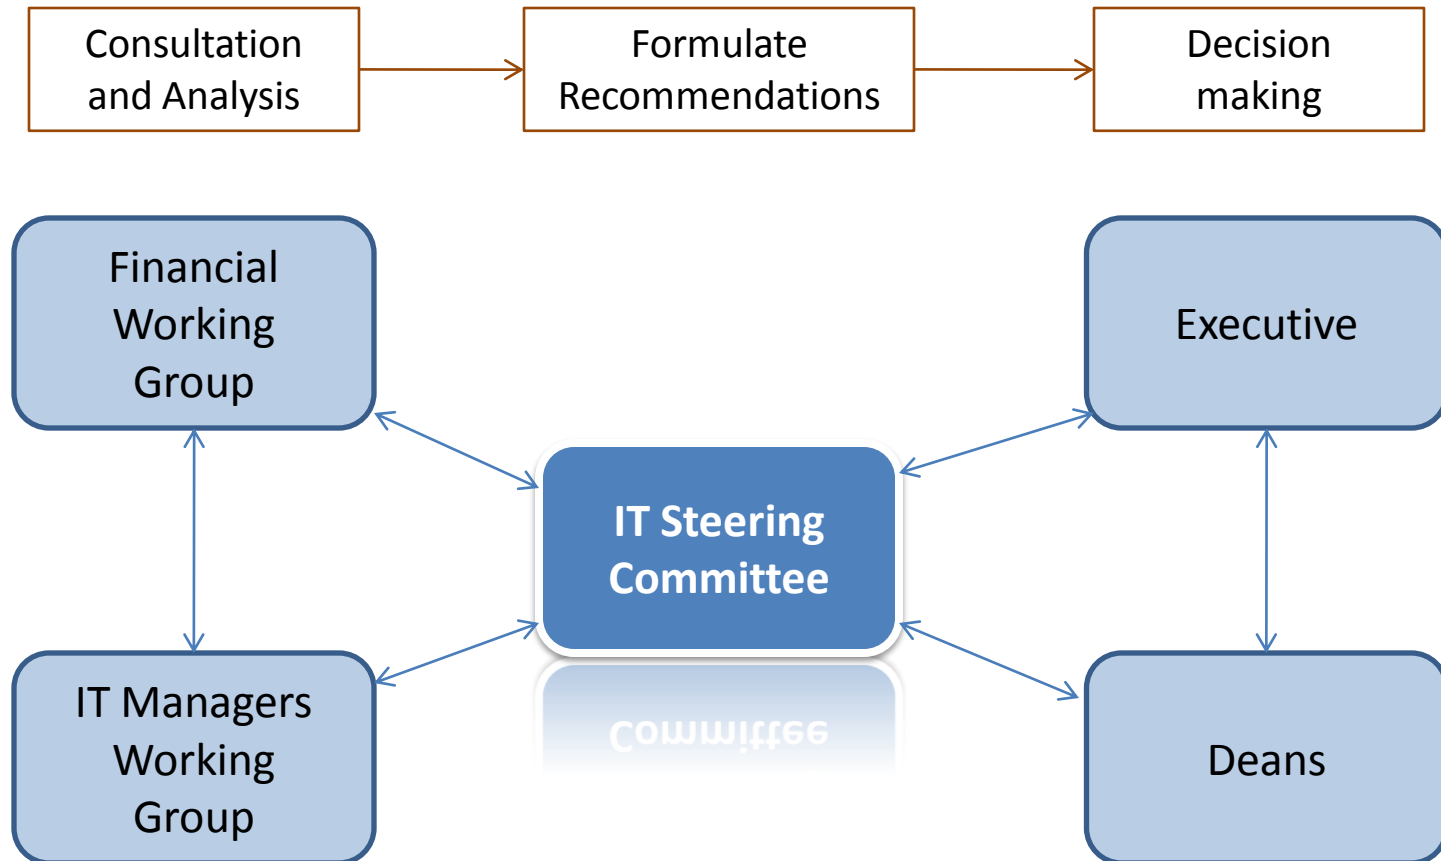 Consultation
and Analysis
Formulate
Recommendations
Decision
making
Financial
Working
Group
Executive
IT Steering
Committee
IT Managers
Working
Group
Deans
Committee